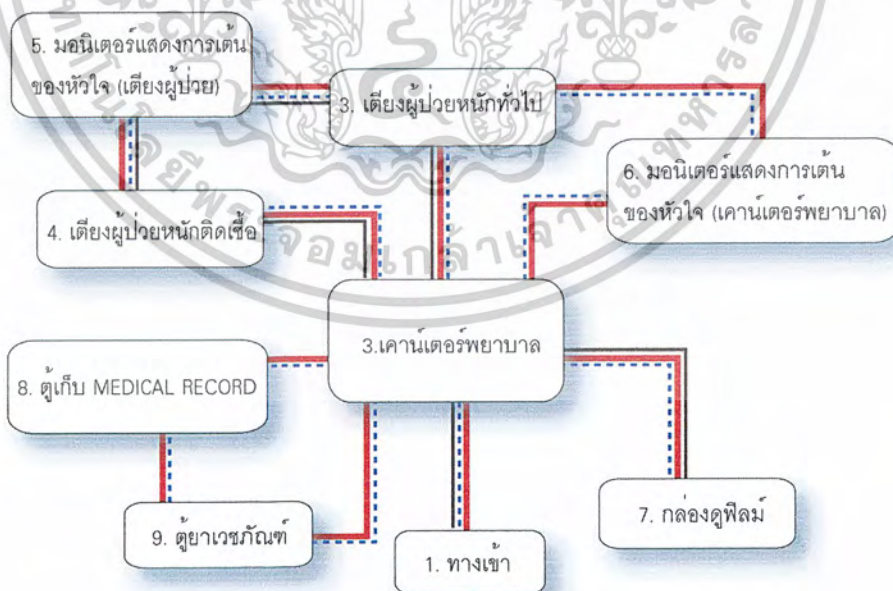 5. มอนิเตอร์แสดงการเต้น
ของหัวใจ (เตียงผู้ป่วย)
3. เตียงผู้ป่วยหนักทั่วไป
6. มอนิเตอร์แสดงการเต้น
ของหัวใจ (เคาน์เตอร์พยาบาล)
4. เตียงผู้ป่วยหนักติดเชื้อ
3.เคาน์เตอร์พยาบาล
8. ตู้เก็บ MEDICAL RECORD
7. กล่องดูฟิลม์
9. ตู้ยาเวชภัณฑ์
1. ทางเข้า